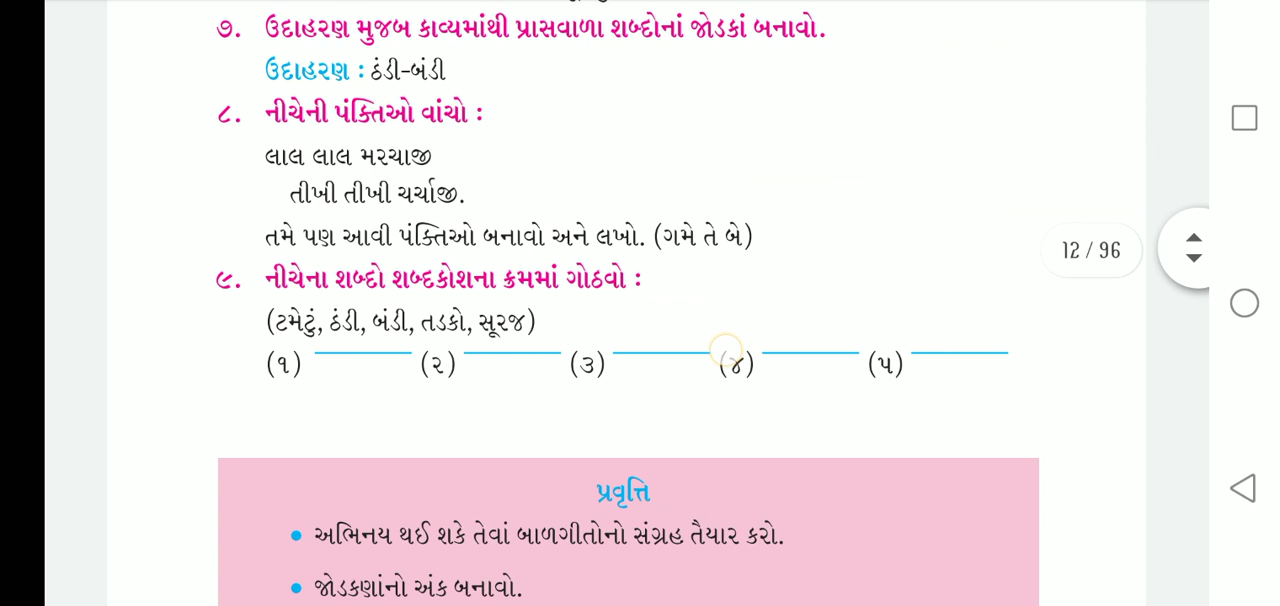 ૭. ઉદાહરણ મુજબ કાવ્યમાંથી પ્રાસવાળા શબ્દોનાં જોડકાં બનાવો.
ઉદાહરણ : ઠંડી-બંડી
૮. નીચેની પંક્તિઓ વાંચો :
લાલ લાલ મરચાજી
તીખી તીખી ચર્ચાજી.
તમે પણ આવી પંક્તિઓ બનાવો અને લખો. (ગમે તે બે)
૯. નીચેના શબ્દો શબ્દકોશના ક્રમમાં ગોઠવો :
(ટમેટું, ઠંડી, બંડી, તડકો, સૂરજ)
(૧) (૨) (૩) (૪) (૫)
12 / 96
પ્રવૃત્તિ
• અભિનય થઈ શકે તેવાં બાળગીતોનો સંગ્રહ તૈયાર કરો.
• જોડકણાંનો અંક બનાવો.